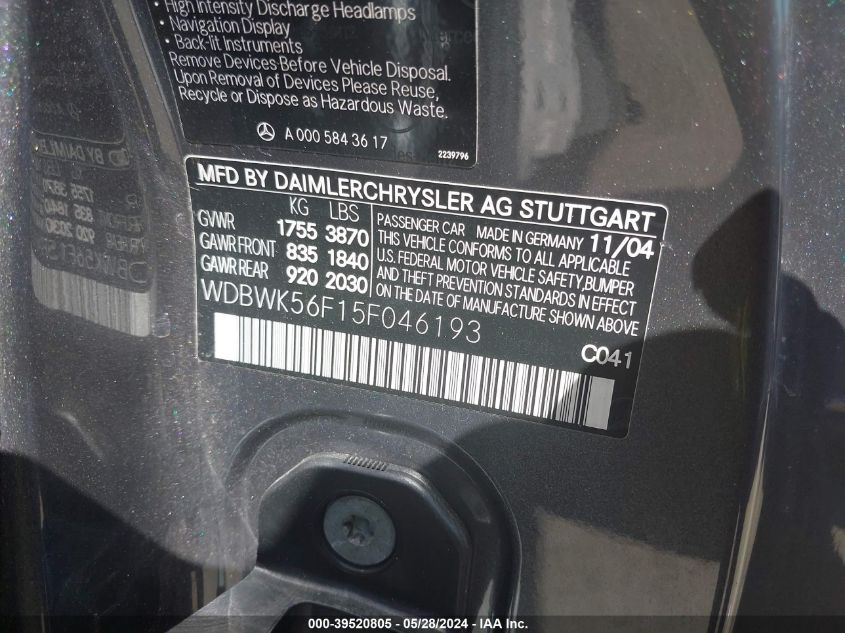 • High Intensity Discharge Headlamps
• Navigation Display
• Back-lit Instruments
Remove Devices Before Vehicle Disposal.
Upon Removal of Devices Please Reuse,
Recycle or Dispose as Hazardous Waste.
A 000 584 36 17
2239796
MFD BY DAIMLERCHRYSLER AG STUTTGART
KG LBS
GVWR 1755 3870
GAWR FRONT 835 1840
GAWR REAR 920 2030
PASSENGER CAR MADE IN GERMANY 11/04
THIS VEHICLE CONFORMS TO ALL APPLICABLE
U.S. FEDERAL MOTOR VEHICLE SAFETY,BUMPER
AND THEFT PREVENTION STANDARDS IN EFFECT
ON THE DATE OF MANUFACTURE SHOWN ABOVE
WDBWK56F15F046193
C041
000-39520805 - 05/28/2024 - IAA Inc.